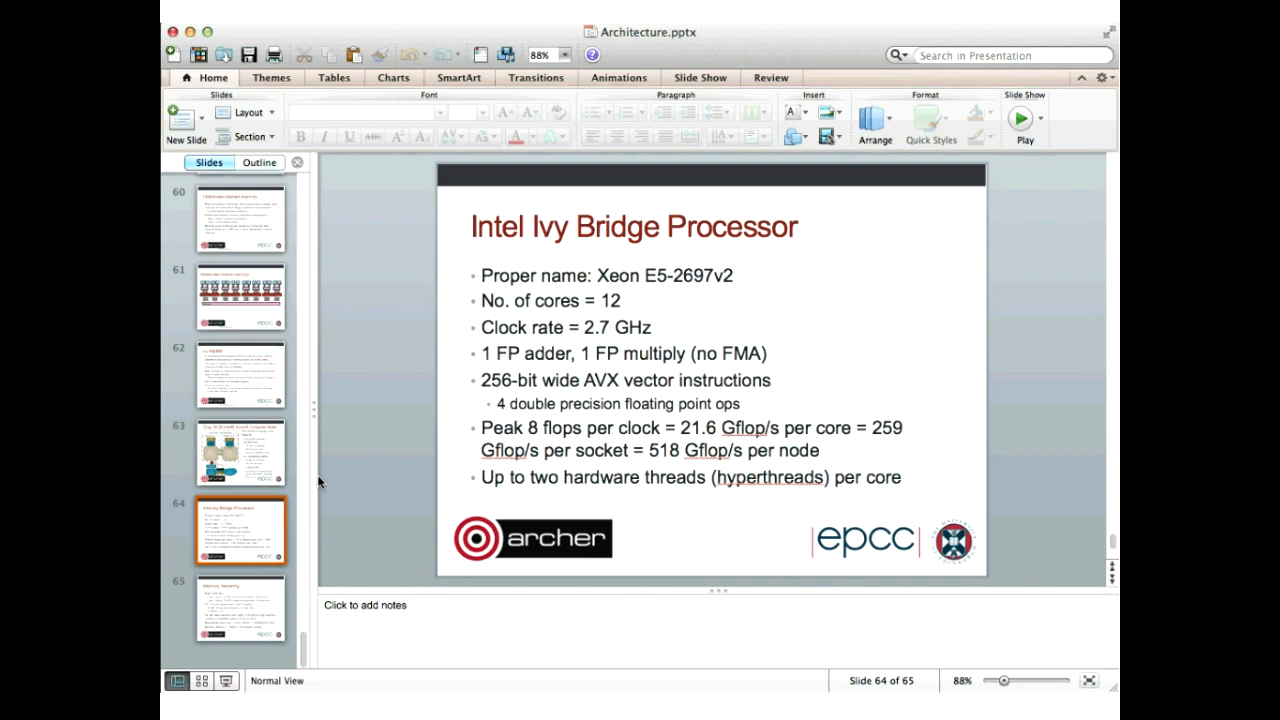 Architecture.pptx
88%
Search in Presentation
Home Themes Tables Charts SmartArt Transitions Animations Slide Show Review
Slides Font Paragraph Insert Format Slide Show
New Slide Layout Section
Arrange Quick Styles Play
Slides Outline
60
61
62
63
64
65
Intel Ivy Bridge Processor
• Proper name: Xeon E5-2697v2
• No. of cores = 12
• Clock rate = 2.7 GHz
• 1 FP adder, 1 FP multiply (no FMA)
• 256-bit wide AVX vector instructions
• 4 double precision floating point ops
• Peak 8 flops per clock = 21.6 Gflop/s per core = 259
Gflop/s per socket = 518 Gflop/s per node
• Up to two hardware threads (hyperthreads) per core
archer
epcc
Click to add notes
Normal View
Slide 64 of 65
88%